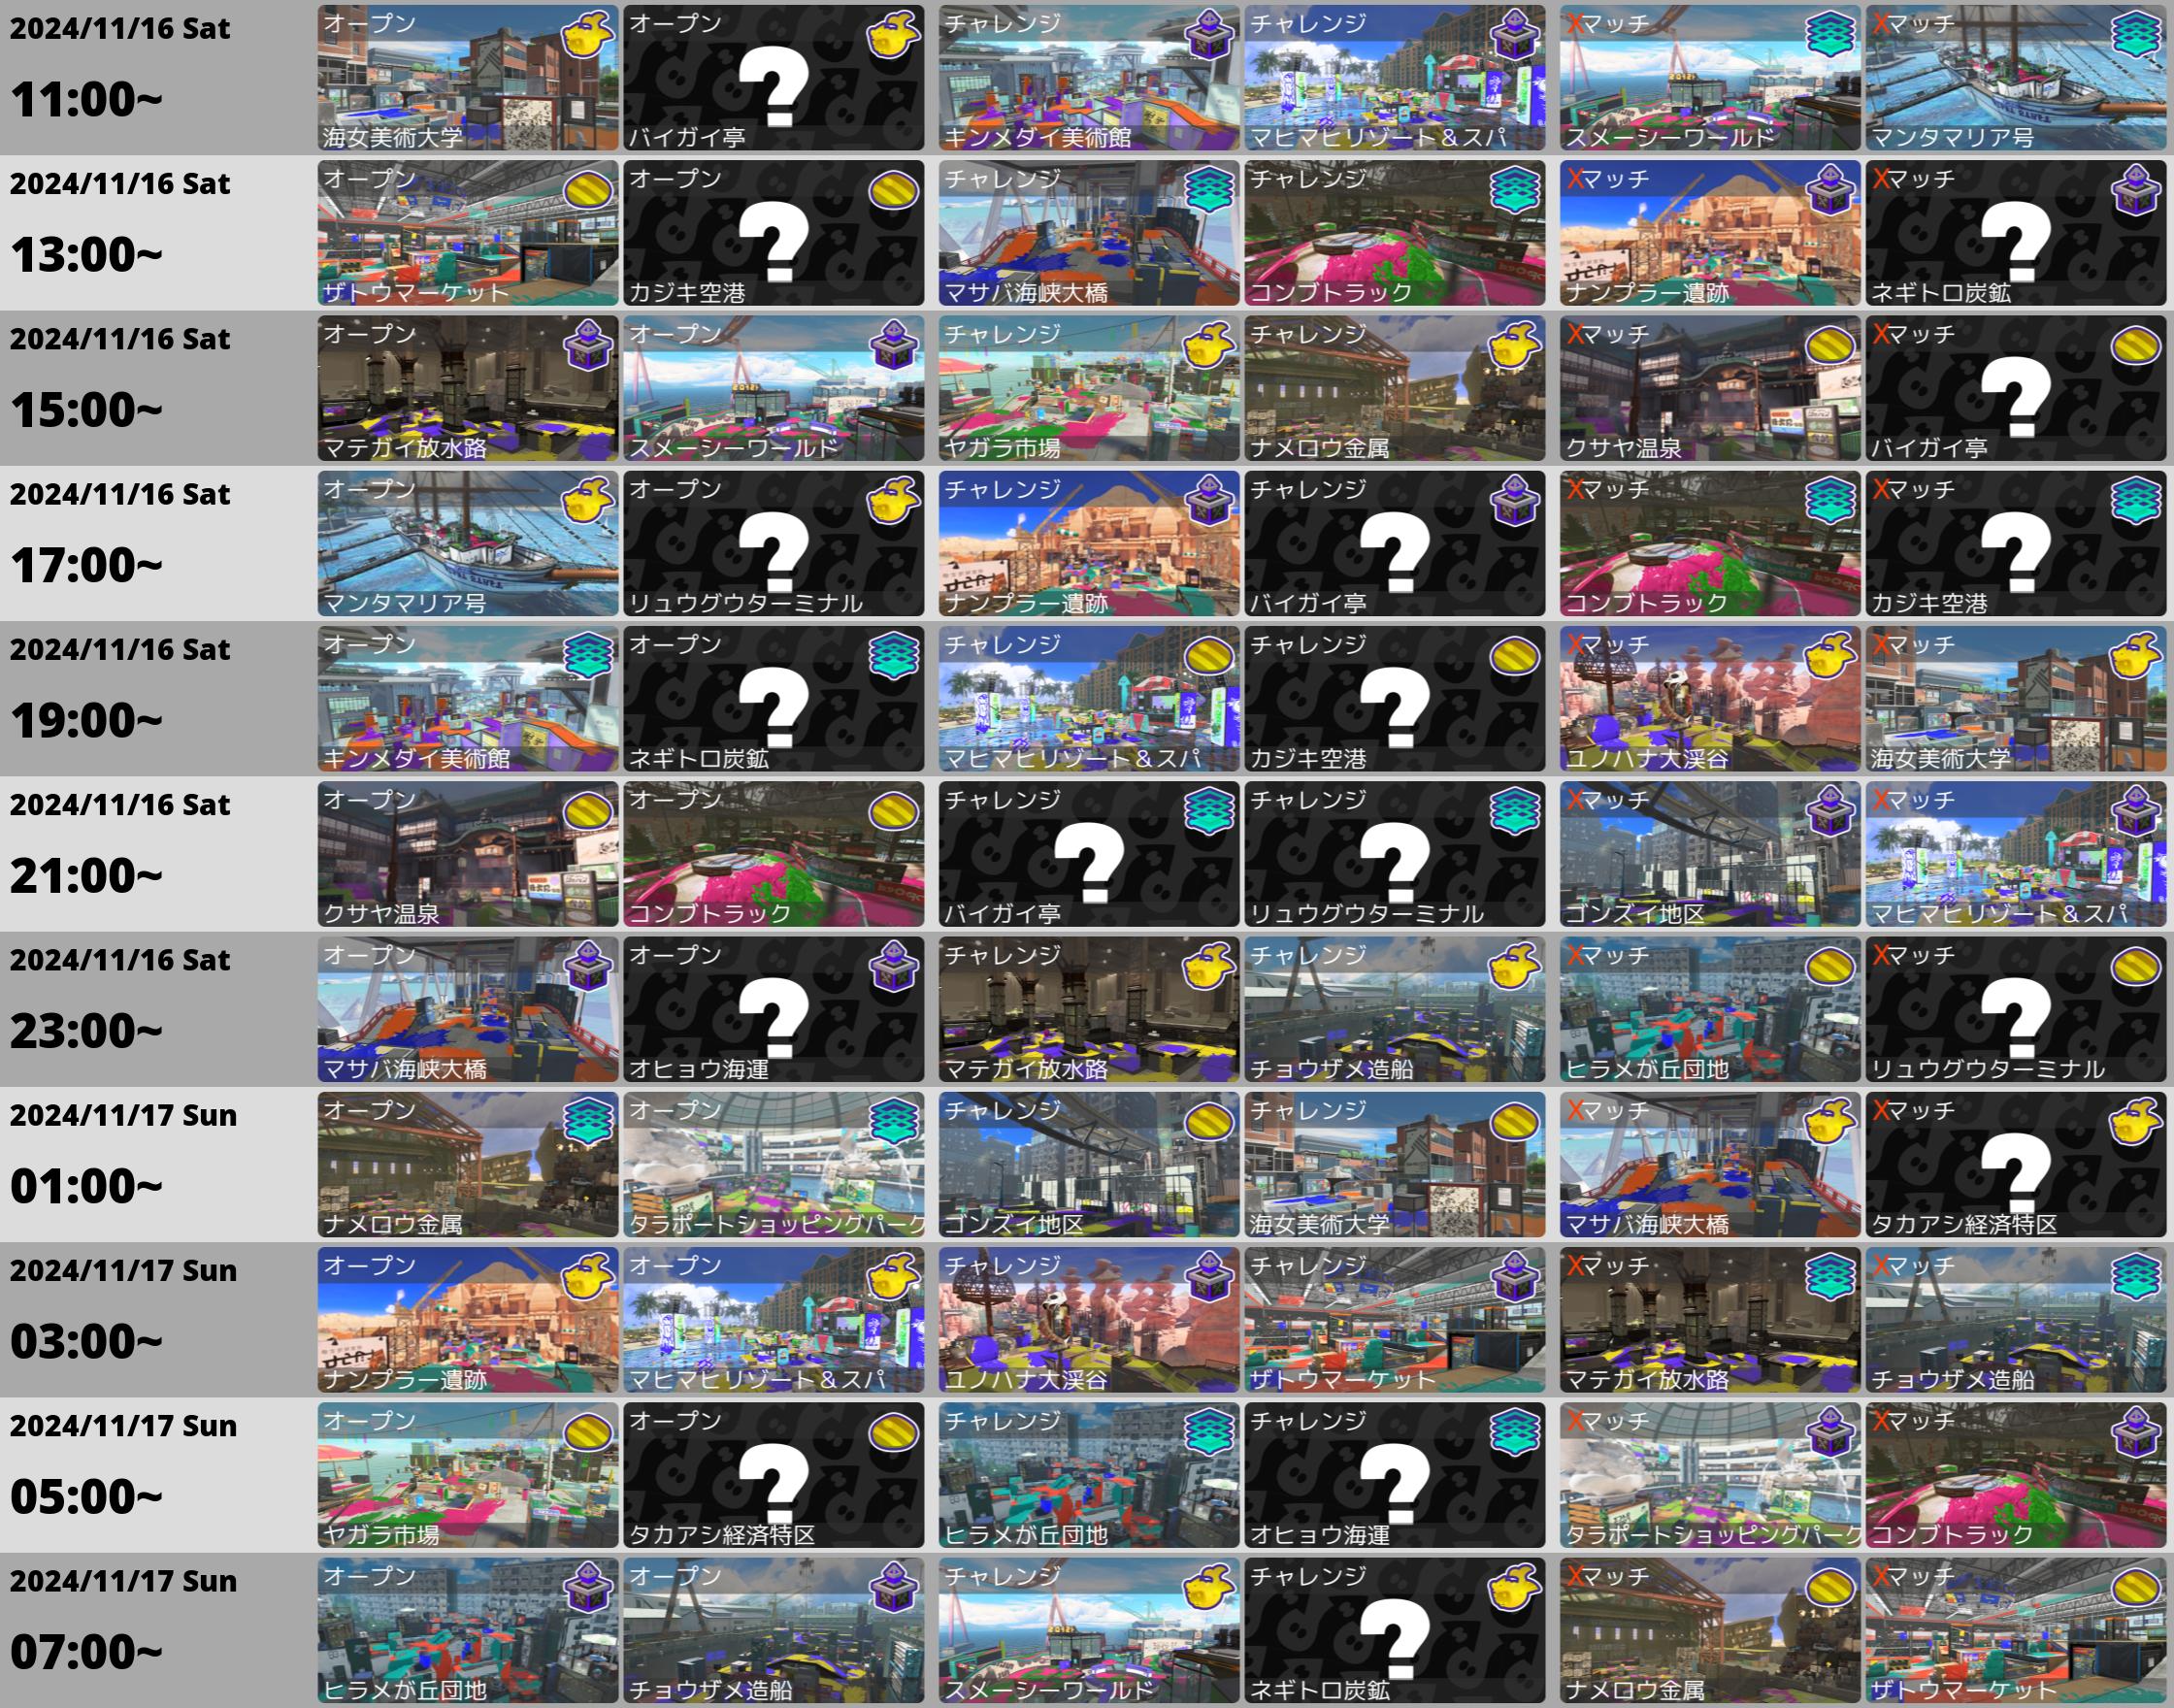 2024/11/16 Sat
11:00~
オープン
海女美術大学
オープン
バイガイ亭
チャレンジ
キンメダイ美術館
チャレンジ
マヒマヒリゾート＆スパ
Xマッチ
スメーシーワールド
Xマッチ
マンタマリア号
2024/11/16 Sat
13:00~
オープン
ザトウマーケット
オープン
カジキ空港
チャレンジ
マサバ海峡大橋
チャレンジ
コンブトラック
Xマッチ
ナンプラー遺跡
Xマッチ
ネギトロ炭鉱
2024/11/16 Sat
15:00~
オープン
マテガイ放水路
オープン
スメーシーワールド
チャレンジ
ヤガラ市場
チャレンジ
ナメロウ金属
Xマッチ
クサヤ温泉
Xマッチ
バイガイ亭
2024/11/16 Sat
17:00~
オープン
マンタマリア号
オープン
リュウグウターミナル
チャレンジ
ナンプラー遺跡
チャレンジ
バイガイ亭
Xマッチ
コンブトラック
Xマッチ
カジキ空港
2024/11/16 Sat
19:00~
オープン
キンメダイ美術館
オープン
ネギトロ炭鉱
チャレンジ
マヒマヒリゾート＆スパ
チャレンジ
カジキ空港
Xマッチ
ユノハナ大渓谷
Xマッチ
海女美術大学
2024/11/16 Sat
21:00~
オープン
クサヤ温泉
オープン
コンブトラック
チャレンジ
バイガイ亭
チャレンジ
リュウグウターミナル
Xマッチ
ゴンズイ地区
Xマッチ
マヒマヒリゾート＆スパ
2024/11/16 Sat
23:00~
オープン
マサバ海峡大橋
オープン
オヒョウ海運
チャレンジ
マテガイ放水路
チャレンジ
チョウザメ造船
Xマッチ
ヒラメが丘団地
Xマッチ
リュウグウターミナル
2024/11/17 Sun
01:00~
オープン
ナメロウ金属
オープン
タラポートショッピングパーク
チャレンジ
ゴンズイ地区
チャレンジ
海女美術大学
Xマッチ
マサバ海峡大橋
Xマッチ
タカアシ経済特区
2024/11/17 Sun
03:00~
オープン
ナンプラー遺跡
オープン
マヒマヒリゾート＆スパ
チャレンジ
ユノハナ大渓谷
チャレンジ
ザトウマーケット
Xマッチ
マテガイ放水路
Xマッチ
チョウザメ造船
2024/11/17 Sun
05:00~
オープン
ヤガラ市場
オープン
タカアシ経済特区
チャレンジ
ヒラメが丘団地
チャレンジ
オヒョウ海運
Xマッチ
タラポートショッピングパーク
Xマッチ
コンブトラック
2024/11/17 Sun
07:00~
オープン
ヒラメが丘団地
オープン
チョウザメ造船
チャレンジ
スメーシーワールド
チャレンジ
ネギトロ炭鉱
Xマッチ
ナメロウ金属
Xマッチ
ザトウマーケット